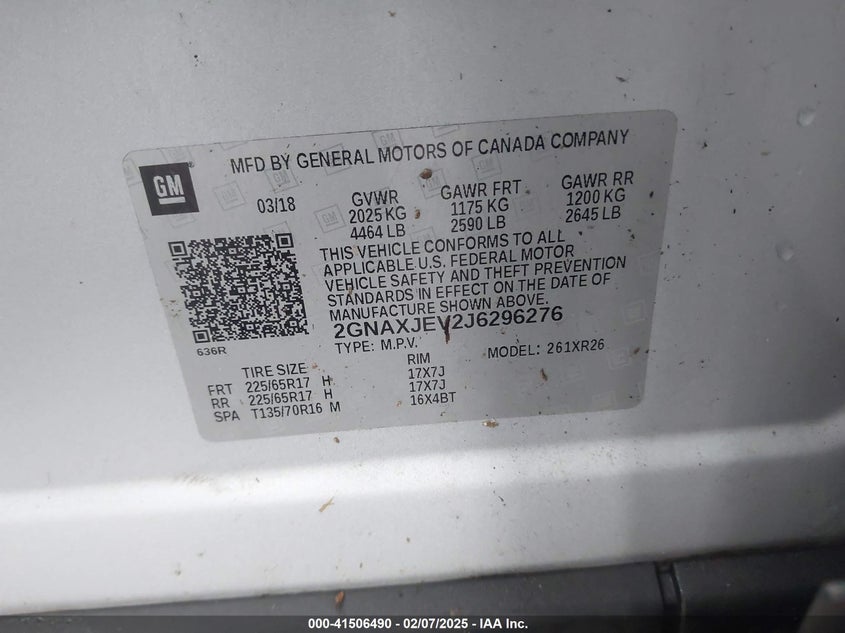 GM
MFD BY GENERAL MOTORS OF CANADA COMPANY
03/18 GVWR GAWR FRT GAWR RR
2025 KG 1175 KG 1200 KG
4464 LB 2590 LB 2645 LB
THIS VEHICLE CONFORMS TO ALL
APPLICABLE U.S. FEDERAL MOTOR
VEHICLE SAFETY AND THEFT PREVENTION
STANDARDS IN EFFECT ON THE DATE OF
MANUFACTURE SHOWN ABOVE.
2GNAXJEV2J6296276
636R TYPE: M.P.V. MODEL: 261XR26
TIRE SIZE RIM
FRT 225/65R17 H 17X7J
RR 225/65R17 H 17X7J
SPA T135/70R16 M 16X4BT
000-41506490 — 02/07/2025 — IAA Inc.